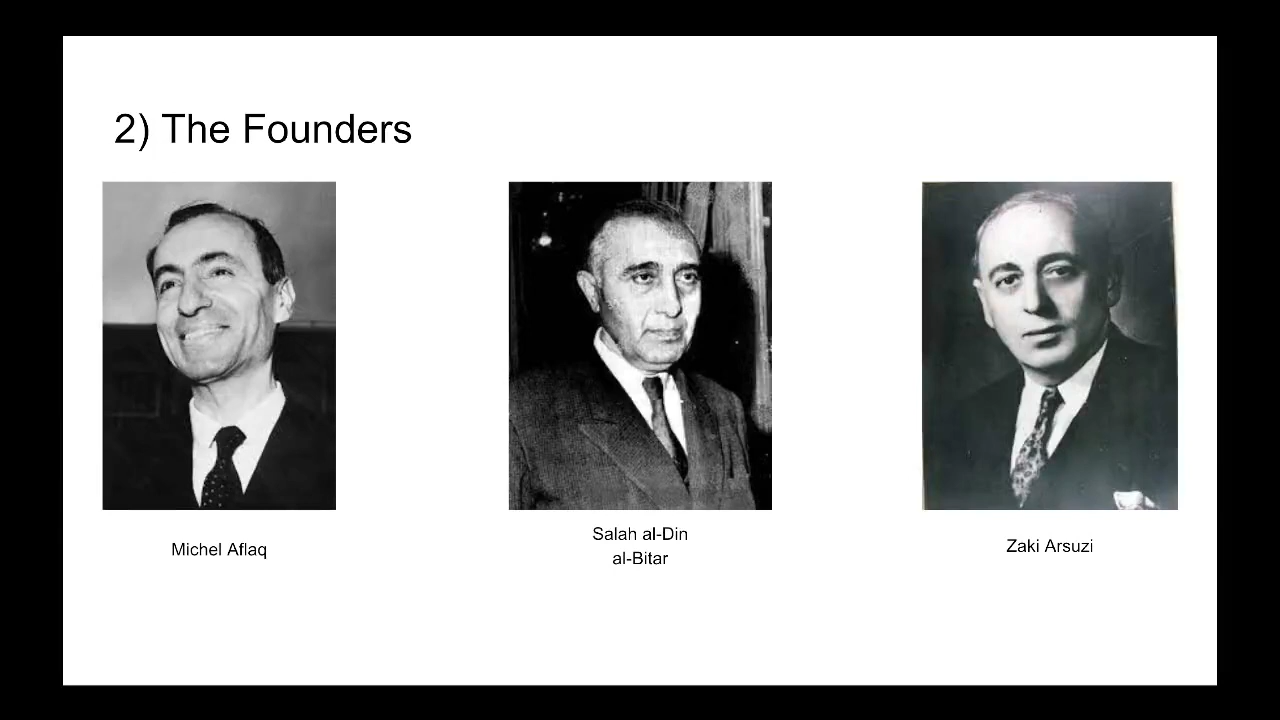 2) The Founders
Michel Aflaq
Salah al-Din
al-Bitar
Zaki Arsuzi